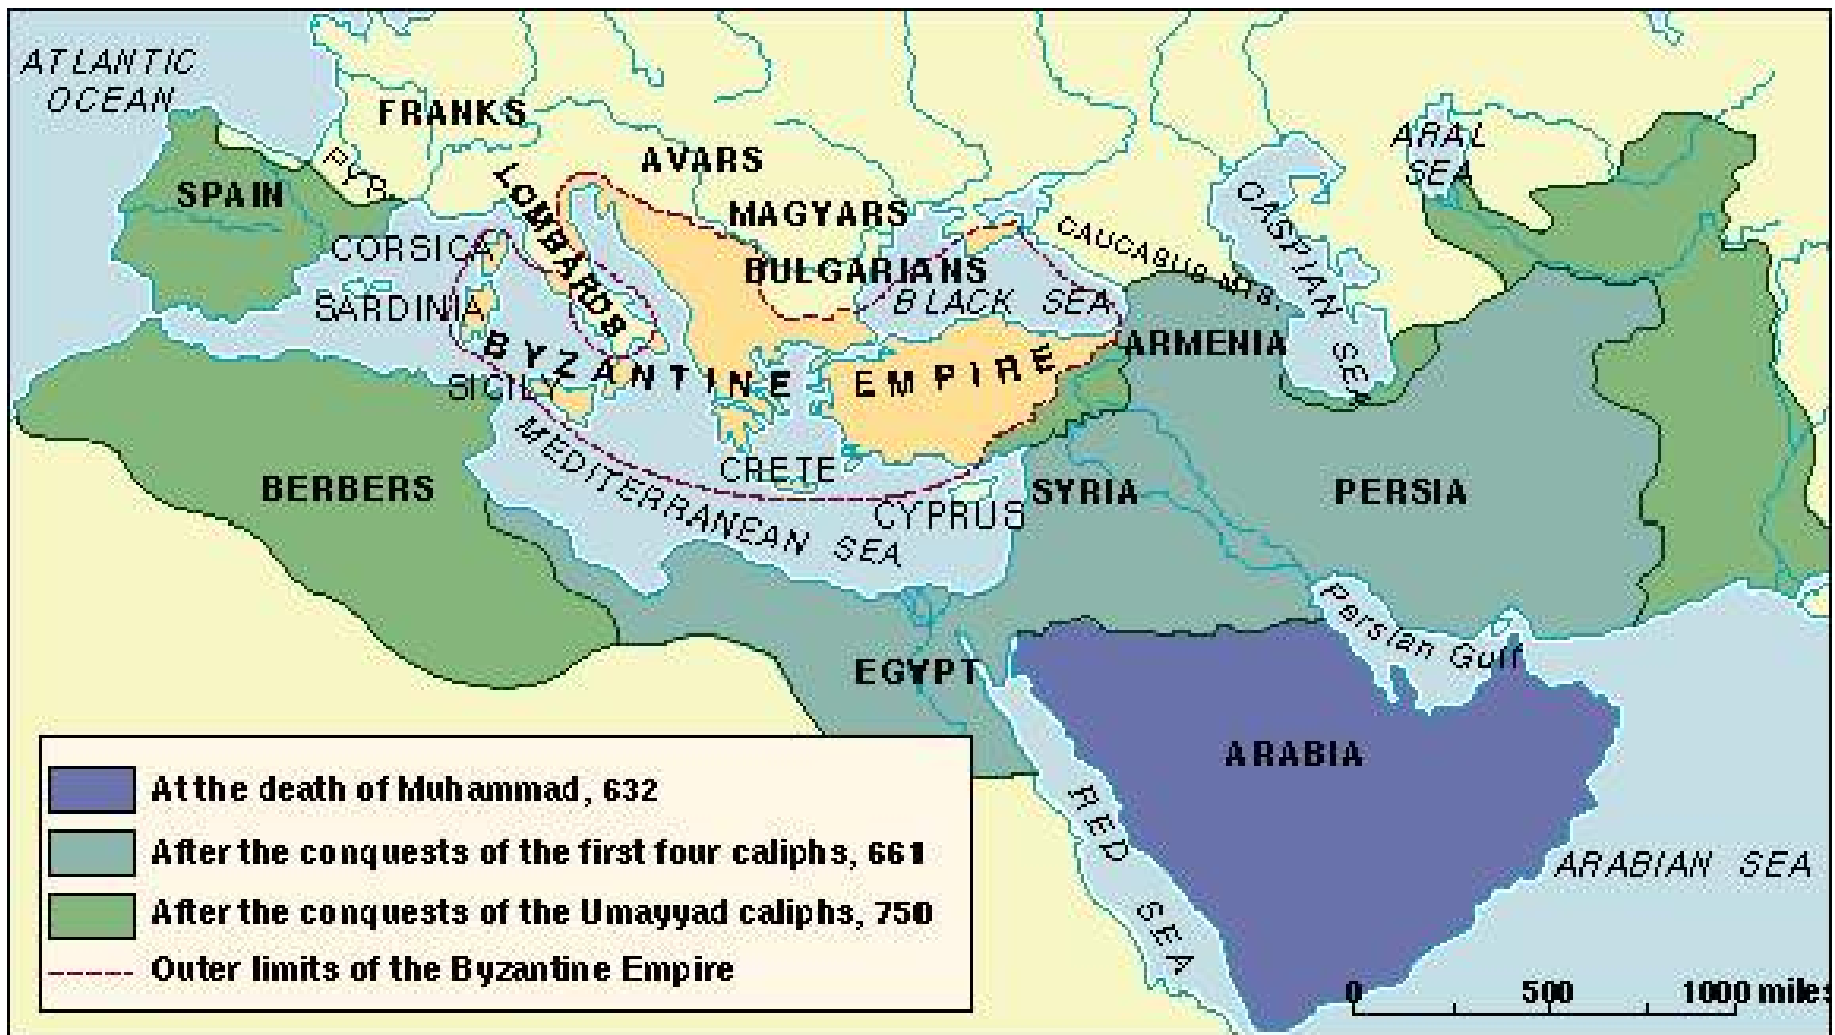 ATLANTIC
OCEAN
FRANKS
AVARS
ARAL
SEA
PYR.
SPAIN
LOMBARDS
MAGYARS
CAUCASUS MTS.
CASPIAN SEA
CORSICA
BULGARIANS
BLACK SEA
SARDINIA
ARMENIA
BYZANTINE EMPIRE
SICILY
MEDITERRANEAN SEA
CRETE
CYPRUS
BERBERS
SYRIA
PERSIA
Persian Gulf
EGYPT
ARABIA
RED SEA
ARABIAN SEA
At the death of Muhammad, 632
After the conquests of the first four caliphs, 661
After the conquests of the Umayyad caliphs, 750
Outer limits of the Byzantine Empire
0 500 1000 miles